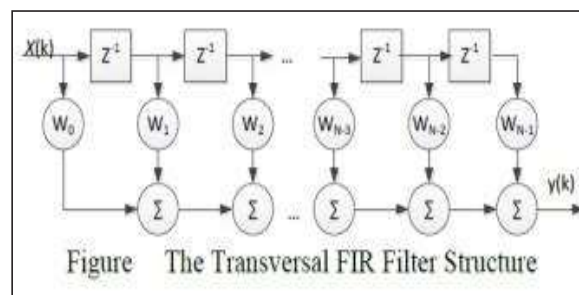 X(k) Z⁻¹ Z⁻¹ ... Z⁻¹ Z⁻¹
W₀ W₁ W₂ W_N-3 W_N-2 W_N-1
y(k)
Σ Σ ... Σ Σ Σ
Figure The Transversal FIR Filter Structure